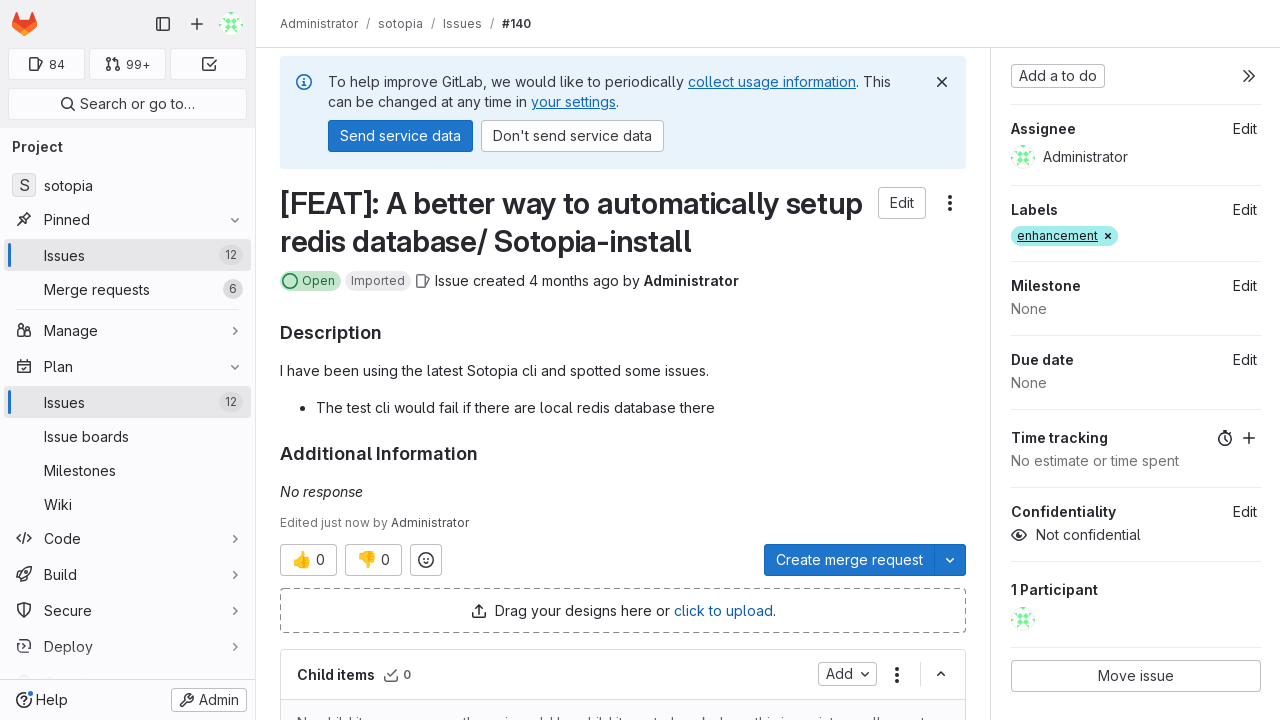 Administrator / sotopia / Issues / #140
84
99+
Search or go to…
Project
S sotopia
Pinned
Issues 12
Merge requests 6
Manage
Plan
Issues 12
Issue boards
Milestones
Wiki
Code
Build
Secure
Deploy
Help
Admin
To help improve GitLab, we would like to periodically collect usage information. This
can be changed at any time in your settings.
Send service data
Don't send service data
[FEAT]: A better way to automatically setup
redis database/ Sotopia-install
Edit
Open Imported Issue created 4 months ago by Administrator
Description
I have been using the latest Sotopia cli and spotted some issues.
• The test cli would fail if there are local redis database there
Additional Information
No response
Edited just now by Administrator
👍 0
👎 0
Create merge request
Drag your designs here or click to upload.
Child items 0
Add
Add a to do
Assignee Edit
Administrator
Labels Edit
enhancement ×
Milestone Edit
None
Due date Edit
None
Time tracking
No estimate or time spent
Confidentiality Edit
Not confidential
1 Participant
Move issue